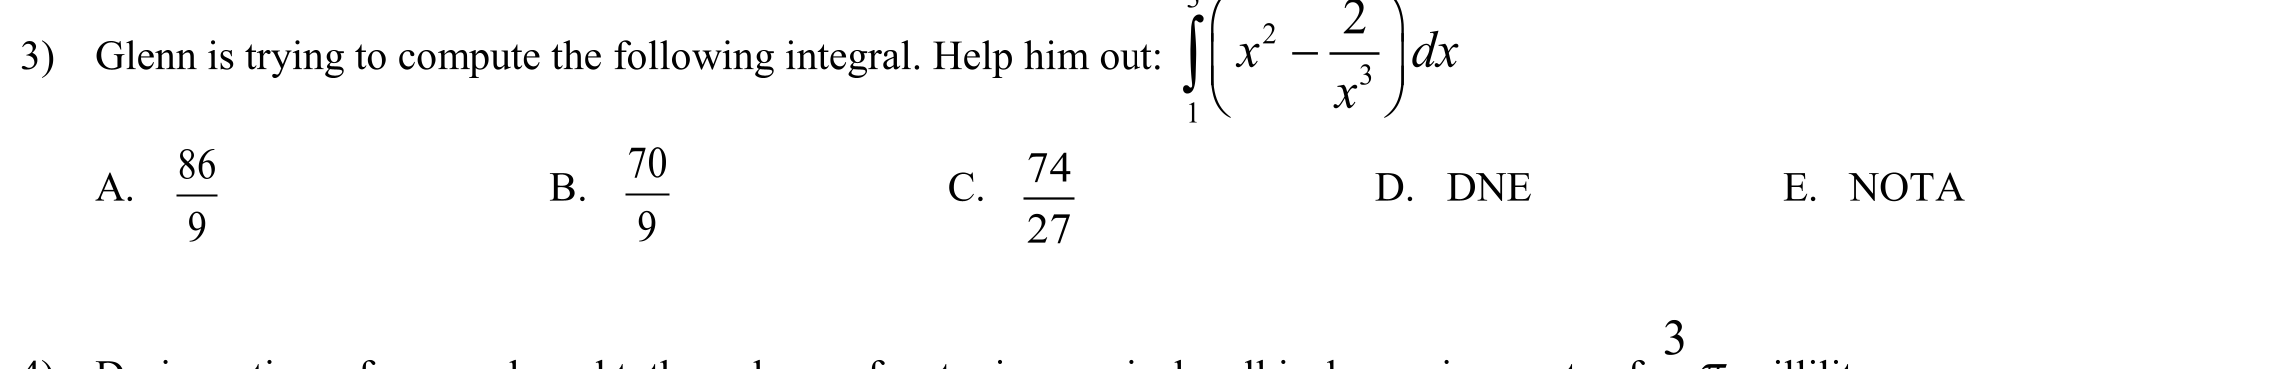 3) Glenn is trying to compute the following integral. Help him out: ∫₁ ( x² − 2/x³ ) dx
A. 86/9 B. 70/9 C. 74/27 D. DNE E. NOTA
3